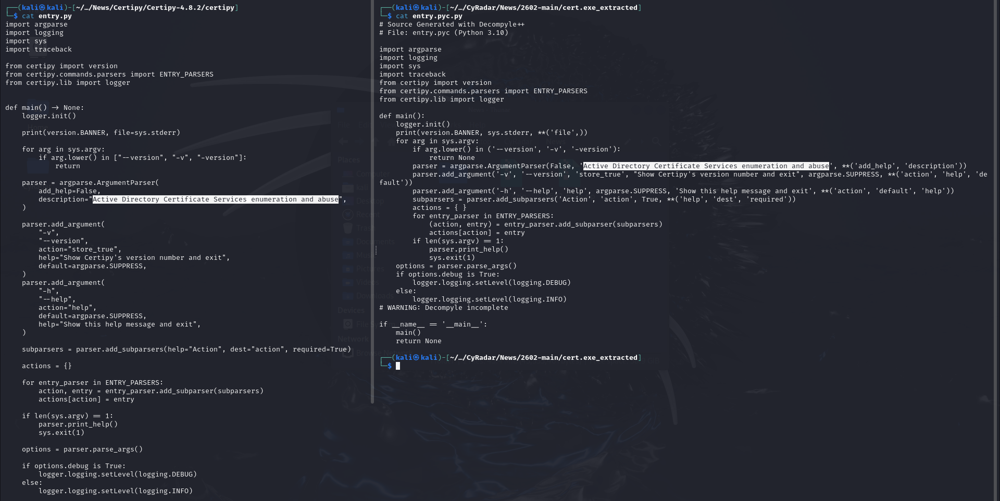 ┌──(kali㉿kali)-[~/…/News/Certipy/Certipy-4.8.2/certipy]
└─$ cat entry.py
import argparse
import logging
import sys
import traceback
from certipy import version
from certipy.commands.parsers import ENTRY_PARSERS
from certipy.lib import logger
def main() -> None:
    logger.init()
    print(version.BANNER, file=sys.stderr)
    for arg in sys.argv:
        if arg.lower() in ["--version", "-v", "-version"]:
            return
    parser = argparse.ArgumentParser(
        add_help=False,
        description="Active Directory Certificate Services enumeration and abuse",
    )
    parser.add_argument(
        "-v",
        "--version",
        action="store_true",
        help="Show Certipy's version number and exit",
        default=argparse.SUPPRESS,
    )
    parser.add_argument(
        "-h",
        "--help",
        action="help",
        default=argparse.SUPPRESS,
        help="Show this help message and exit",
    )
    subparsers = parser.add_subparsers(help="Action", dest="action", required=True)
    actions = {}
    for entry_parser in ENTRY_PARSERS:
        action, entry = entry_parser.add_subparser(subparsers)
        actions[action] = entry
    if len(sys.argv) == 1:
        parser.print_help()
        sys.exit(1)
    options = parser.parse_args()
    if options.debug is True:
        logger.logging.setLevel(logging.DEBUG)
    else:
        logger.logging.setLevel(logging.INFO)
┌──(kali㉿kali)-[~/…/CyRadar/News/2602-main/cert.exe_extracted]
└─$ cat entry.pyc.py
# Source Generated with Decompyle++
# File: entry.pyc (Python 3.10)
import argparse
import logging
import sys
import traceback
from certipy import version
from certipy.commands.parsers import ENTRY_PARSERS
from certipy.lib import logger
def main():
    logger.init()
    print(version.BANNER, sys.stderr, **('file',))
    for arg in sys.argv:
        if arg.lower() in ('--version', '-v', '-version'):
            return None
        parser = argparse.ArgumentParser(False, 'Active Directory Certificate Services enumeration and abuse', **('add_help', 'description'))
        parser.add_argument('-v', '--version', 'store_true', "Show Certipy's version number and exit", argparse.SUPPRESS, **('action', 'help', 'de
fault'))
        parser.add_argument('-h', '--help', 'help', argparse.SUPPRESS, 'Show this help message and exit', **('action', 'default', 'help'))
        subparsers = parser.add_subparsers('Action', 'action', True, **('help', 'dest', 'required'))
        actions = { }
        for entry_parser in ENTRY_PARSERS:
            (action, entry) = entry_parser.add_subparser(subparsers)
            actions[action] = entry
        if len(sys.argv) == 1:
            parser.print_help()
            sys.exit(1)
    options = parser.parse_args()
    if options.debug is True:
        logger.logging.setLevel(logging.DEBUG)
    else:
        logger.logging.setLevel(logging.INFO)
# WARNING: Decompyle incomplete
if __name__ == '__main__':
    main()
    return None
┌──(kali㉿kali)-[~/…/CyRadar/News/2602-main/cert.exe_extracted]
└─$